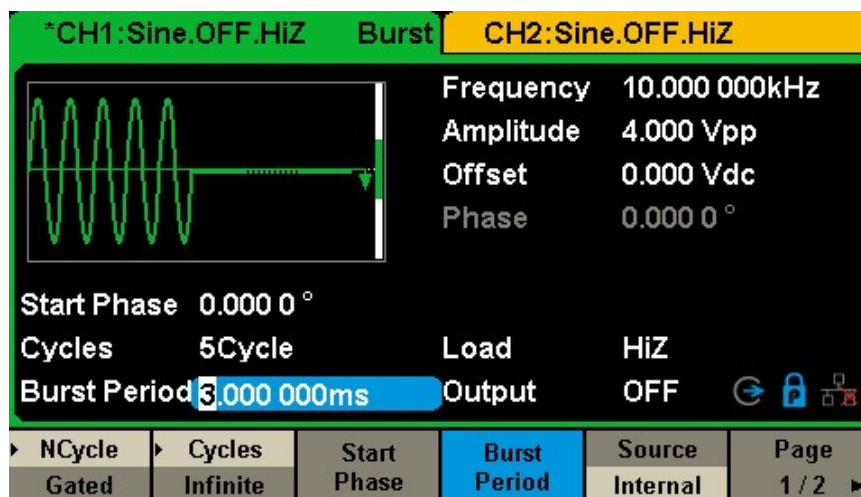 *CH1:Sine.OFF.HiZ Burst CH2:Sine.OFF.HiZ
Frequency 10.000 000kHz
Amplitude 4.000 Vpp
Offset 0.000 Vdc
Phase 0.000 0 °
Start Phase 0.000 0 °
Cycles 5Cycle Load HiZ
Burst Period 3.000 000ms Output OFF P
NCycle Cycles Start Burst Source Page
Gated Infinite Phase Period Internal 1 / 2